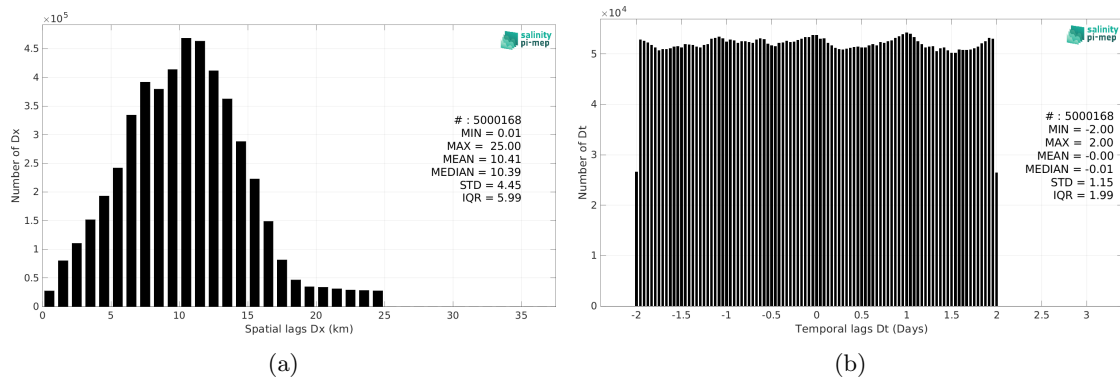 ×10⁵
4.5
4
3.5
3
2.5
2
1.5
1
0.5
0
Number of Dx
0 5 10 15 20 25 30 35
Spatial lags Dx (km)
salinity
pi-mep
# : 5000168
MIN = 0.01
MAX = 25.00
MEAN = 10.41
MEDIAN = 10.39
STD = 4.45
IQR = 5.99
(a)
×10⁴
5
4
3
2
1
0
Number of Dt
-2 -1.5 -1 -0.5 0 0.5 1 1.5 2 2.5 3
Temporal lags Dt (Days)
salinity
pi-mep
# : 5000168
MIN = -2.00
MAX = 2.00
MEAN = -0.00
MEDIAN = -0.01
STD = 1.15
IQR = 1.99
(b)